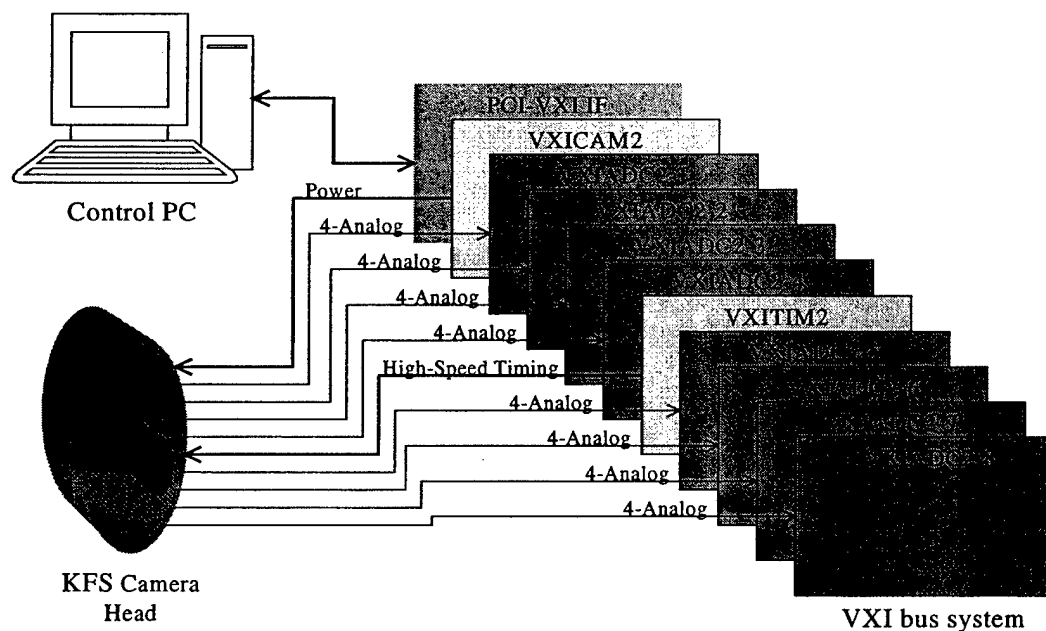 PCI-VXI IF
VXICAM2
Control PC
Power
4-Analog
4-Analog
4-Analog
4-Analog
VXITIM2
High-Speed Timing
4-Analog
4-Analog
4-Analog
4-Analog
KFS Camera
Head
VXI bus system